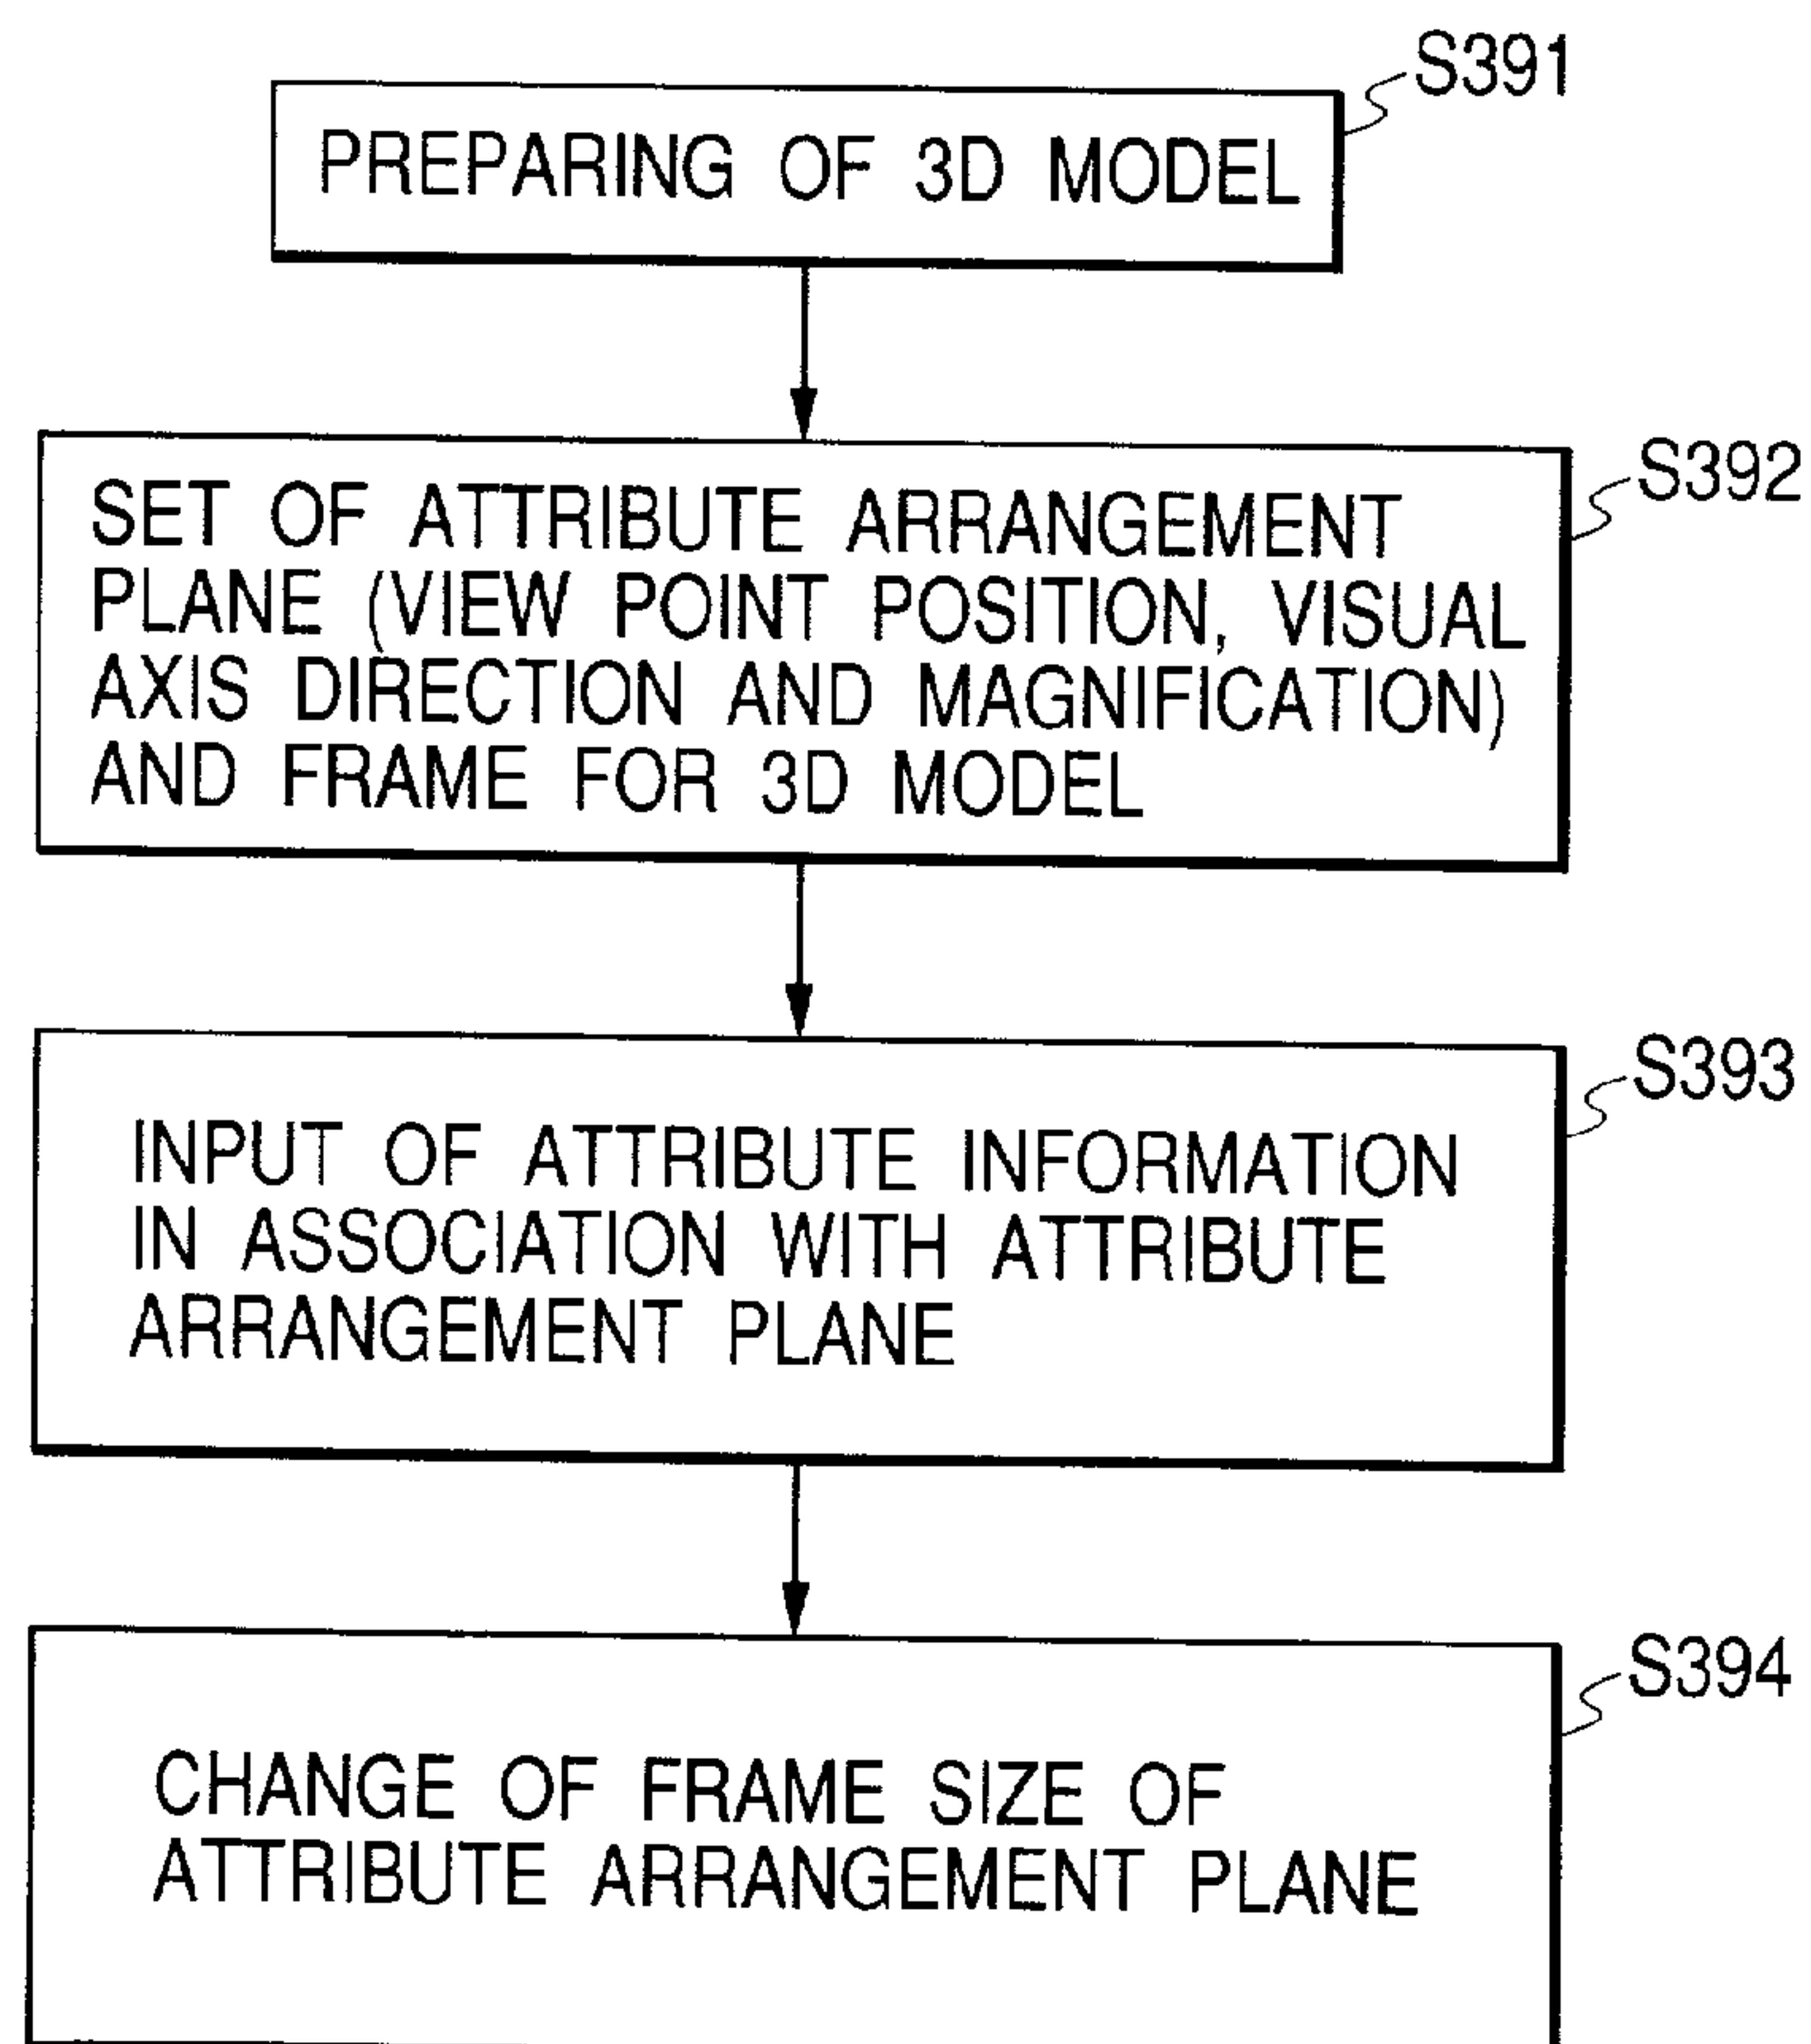 S391
PREPARING OF 3D MODEL
S392
SET OF ATTRIBUTE ARRANGEMENT
PLANE (VIEW POINT POSITION, VISUAL
AXIS DIRECTION AND MAGNIFICATION)
AND FRAME FOR 3D MODEL
S393
INPUT OF ATTRIBUTE INFORMATION
IN ASSOCIATION WITH ATTRIBUTE
ARRANGEMENT PLANE
S394
CHANGE OF FRAME SIZE OF
ATTRIBUTE ARRANGEMENT PLANE